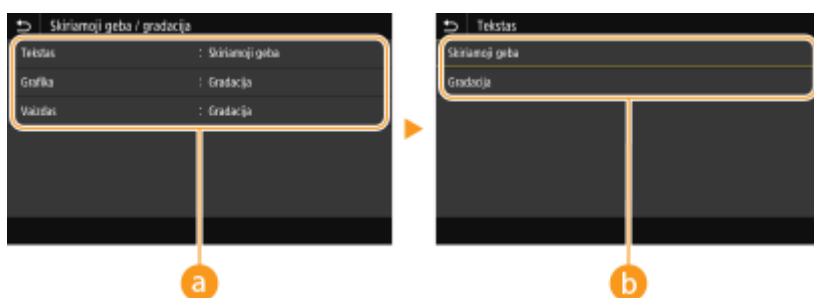 Skiriamoji geba / gradacija
Tekstas : Skiriamoji geba
Grafika : Gradacija
Vaizdas : Gradacija
a
Tekstas
Skiriamoji geba
Gradacija
b